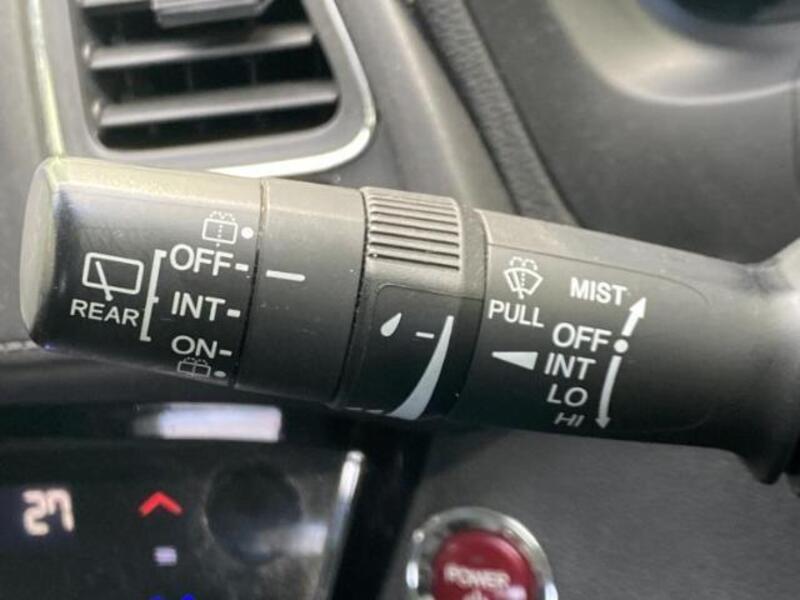 REAR
OFF
INT
ON
PULL
MIST
OFF
INT
LO
HI
27
POWER